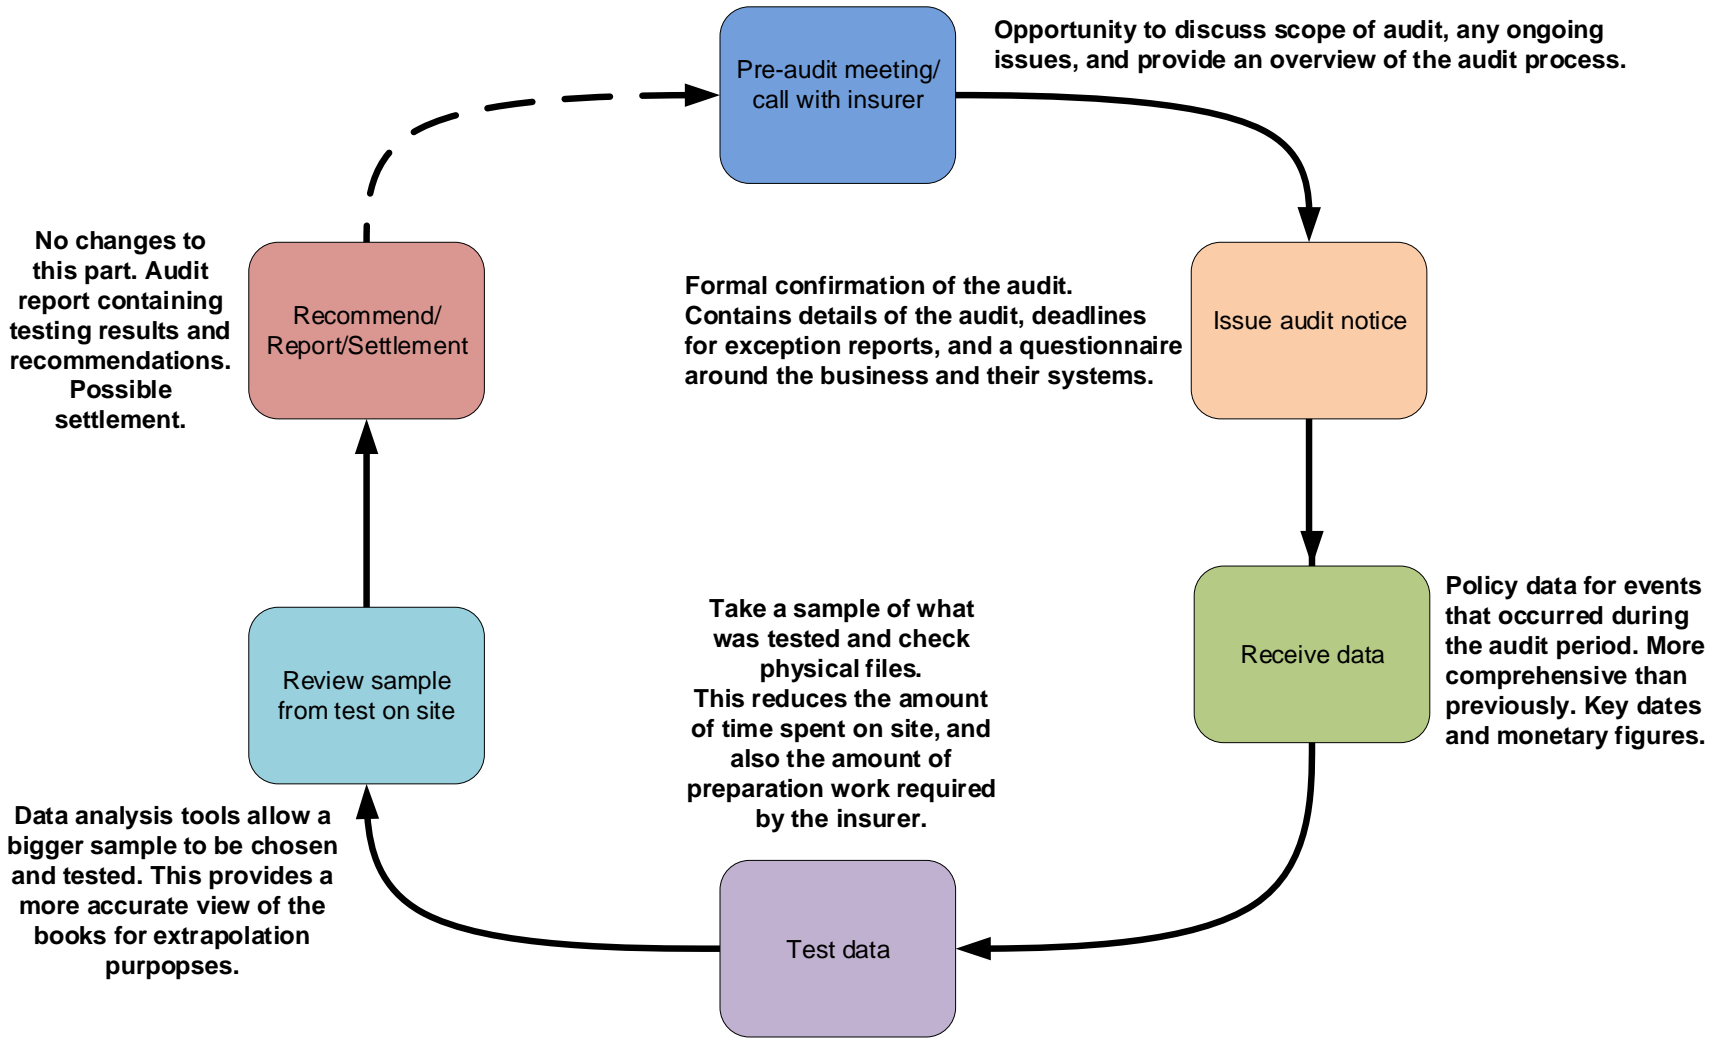 Pre-audit meeting/
call with insurer
Opportunity to discuss scope of audit, any ongoing
issues, and provide an overview of the audit process.
Issue audit notice
Formal confirmation of the audit.
Contains details of the audit, deadlines
for exception reports, and a questionnaire
around the business and their systems.
Receive data
Policy data for events
that occurred during
the audit period. More
comprehensive than
previously. Key dates
and monetary figures.
Test data
Take a sample of what
was tested and check
physical files.
This reduces the amount
of time spent on site, and
also the amount of
preparation work required
by the insurer.
Review sample
from test on site
Data analysis tools allow a
bigger sample to be chosen
and tested. This provides a
more accurate view of the
books for extrapolation
purpopses.
Recommend/
Report/Settlement
No changes to
this part. Audit
report containing
testing results and
recommendations.
Possible
settlement.